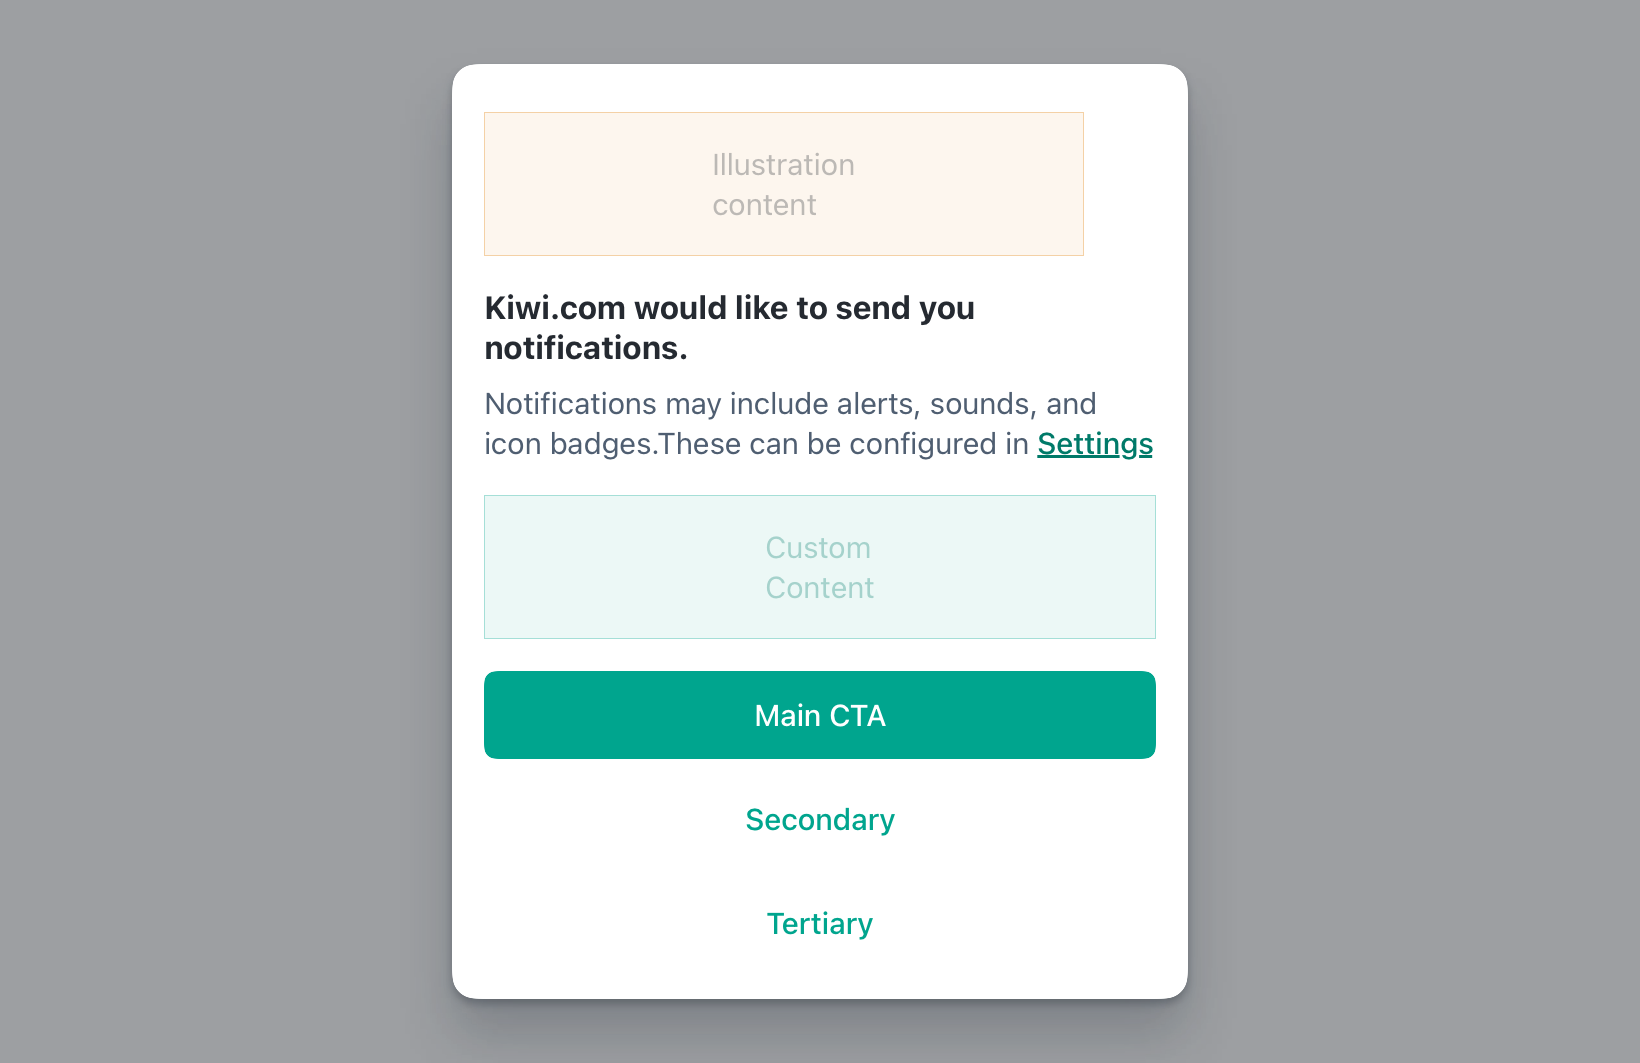 Illustration
content
Kiwi.com would like to send you
notifications.
Notifications may include alerts, sounds, and
icon badges.These can be configured in Settings
Custom
Content
Main CTA
Secondary
Tertiary